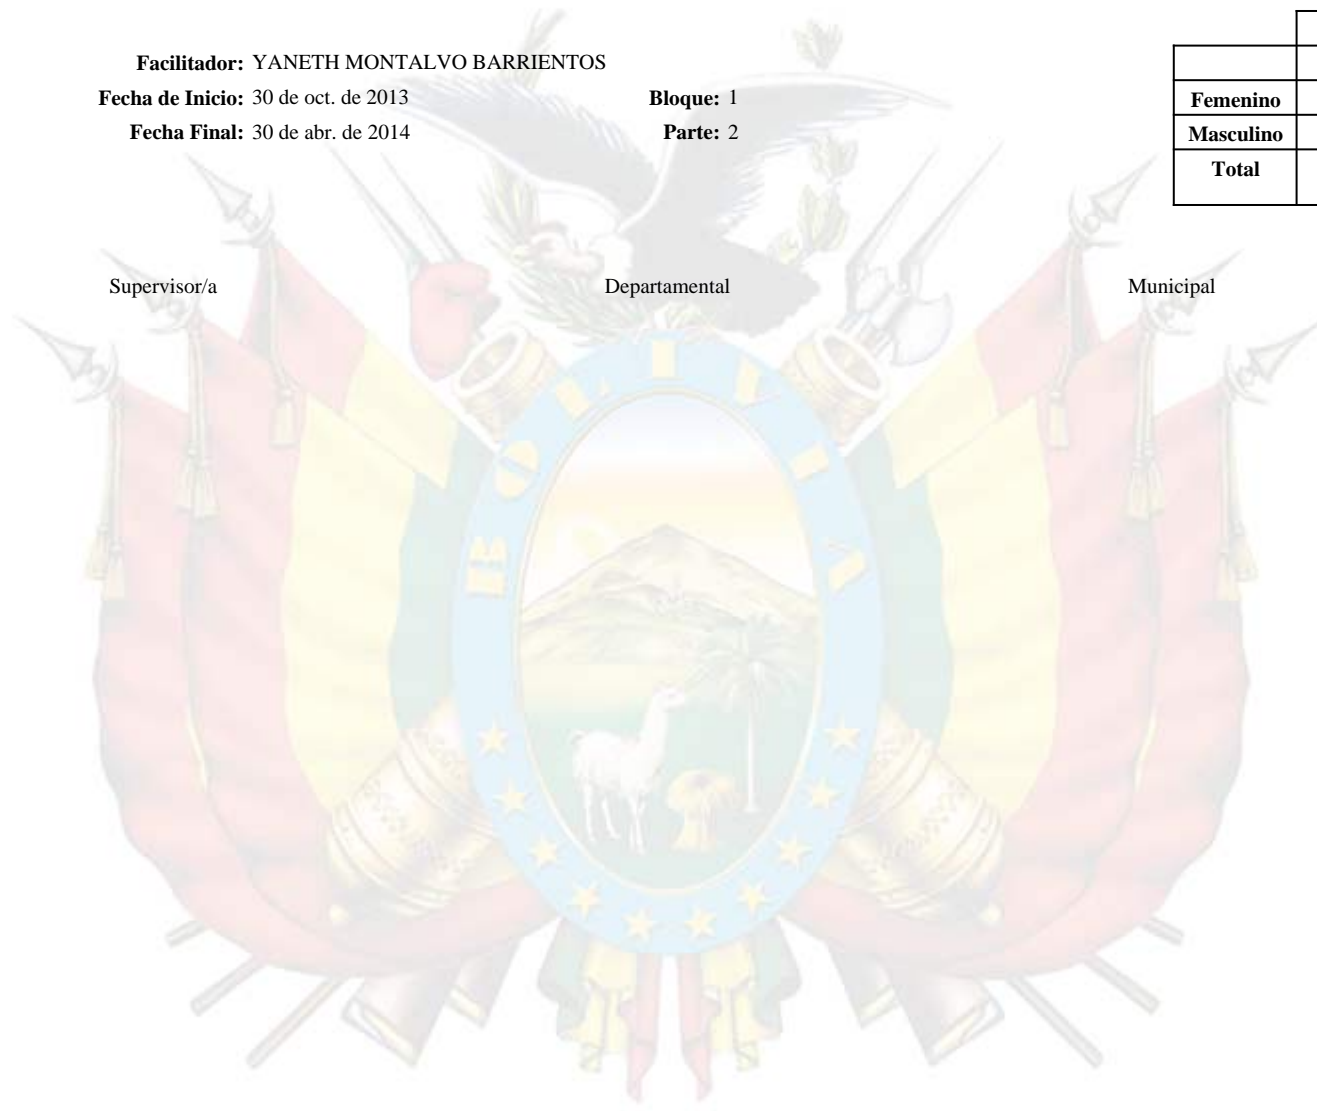 Facilitador: YANETH MONTALVO BARRIENTOS
Fecha de Inicio: 30 de oct. de 2013 Bloque: 1
Fecha Final: 30 de abr. de 2014 Parte: 2
Femenino
Masculino
Total
Supervisor/a Departamental Municipal
BOLIVIA